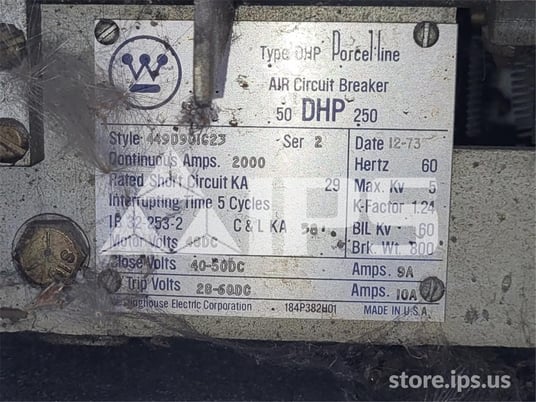 Type DHP Porcel-line
AIR Circuit Breaker
50 DHP 250
Style 449D901G23 Ser 2 Date 12-73
Continuous Amps. 2000 Hertz 60
Rated Short Circuit KA 29 Max. Kv 5
Interrupting Time 5 Cycles K-Factor 1.24
IB 32-253-2 C & L KA 58 BIL Kv 60
Motor Volts 48DC Brk. Wt. 800
Close Volts 40-50DC Amps. 9A
Trip Volts 28-60DC Amps. 10A
Westinghouse Electric Corporation 184P382H01 MADE IN U.S.A.
IPS
store.ips.us